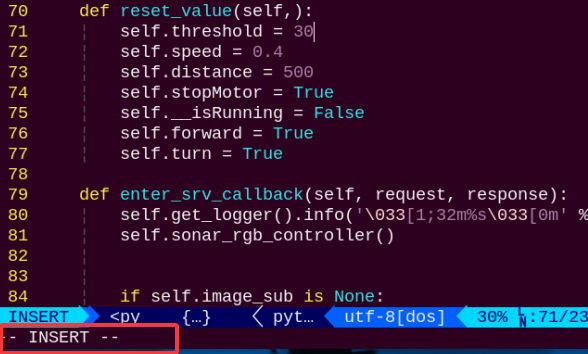 70 def reset_value(self,):
71 self.threshold = 30
72 self.speed = 0.4
73 self.distance = 500
74 self.stopMotor = True
75 self.__isRunning = False
76 self.forward = True
77 self.turn = True
78
79 def enter_srv_callback(self, request, response):
80 self.get_logger().info('\033[1;32m%s\033[0m' %
81 self.sonar_rgb_controller()
82
83
84 if self.image_sub is None:
INSERT <py {…} pyt… utf-8[dos] 30% LN:71/23
-- INSERT --